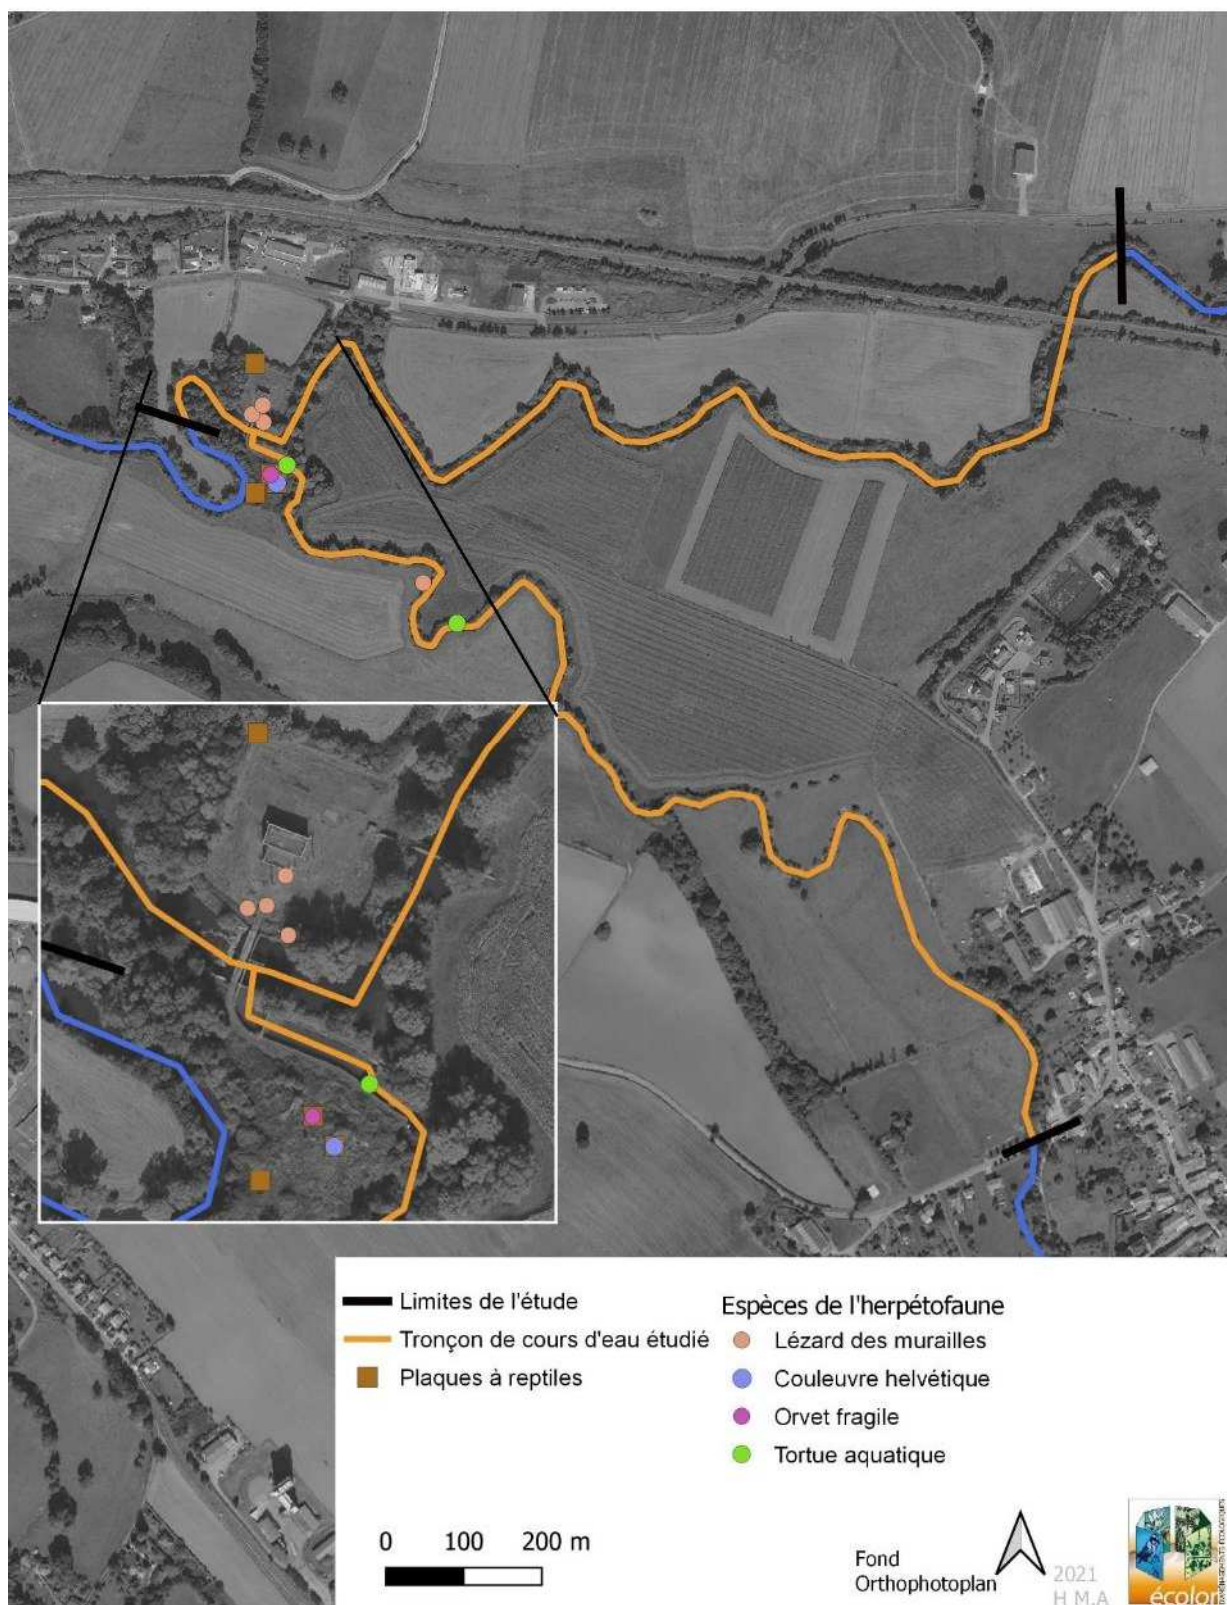 Limites de l'étude
Tronçon de cours d'eau étudié
Plaques à reptiles
Espèces de l'herpétofaune
Lézard des murailles
Couleuvre helvétique
Orvet fragile
Tortue aquatique
0 100 200 m
Fond
Orthophotoplan
2021
H M.A
écolor